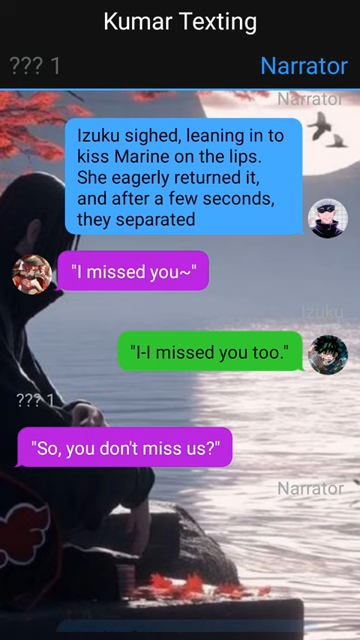 Kumar Texting
??? 1
Narrator
Narrator
Izuku sighed, leaning in to
kiss Marine on the lips.
She eagerly returned it,
and after a few seconds,
they separated
"I missed you~"
Izuku
"I-I missed you too."
??? 1
"So, you don't miss us?"
Narrator